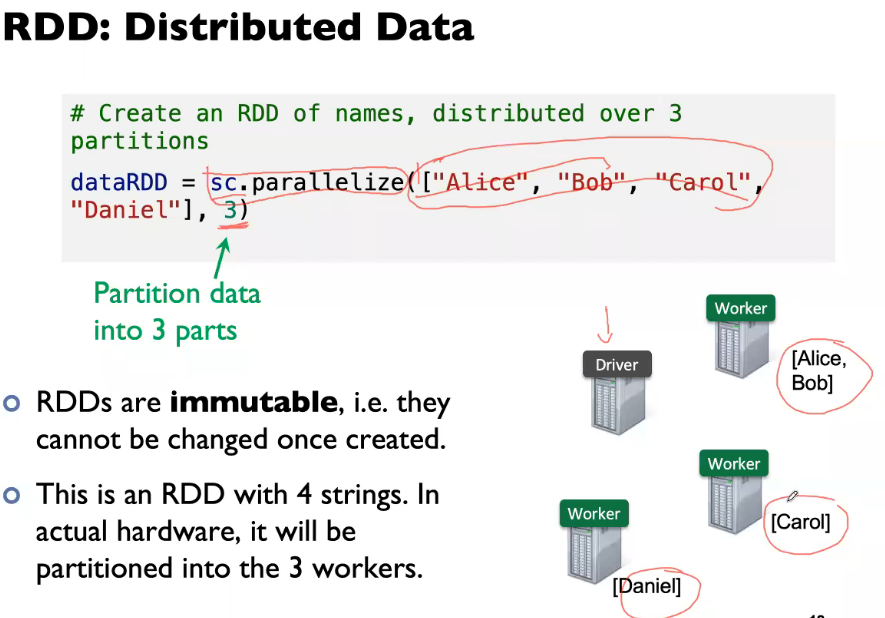 RDD: Distributed Data
# Create an RDD of names, distributed over 3
partitions
dataRDD = sc.parallelize(["Alice", "Bob", "Carol",
"Daniel"], 3)
Partition data
into 3 parts
RDDs are immutable, i.e. they
cannot be changed once created.
This is an RDD with 4 strings. In
actual hardware, it will be
partitioned into the 3 workers.
Driver
Worker
[Alice,
Bob]
Worker
[Carol]
Worker
[Daniel]